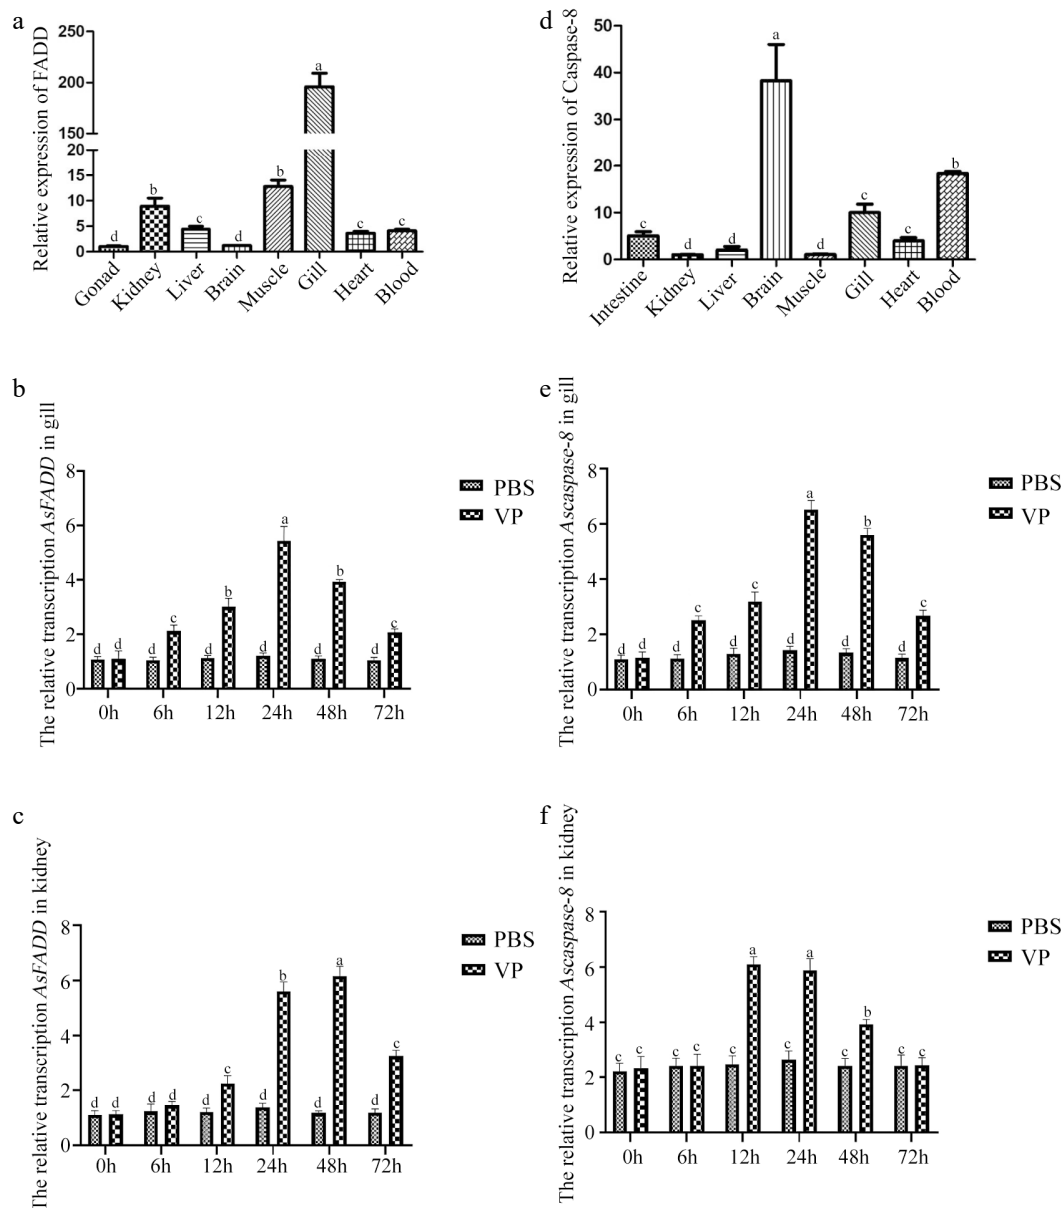 a
Relative expression of FADD
250
200
150
20
15
10
5
0
d
b
c
d
b
a
c
c
Gonad
Kidney
Liver
Brain
Muscle
Gill
Heart
Blood
d
Relative expression of Caspase-8
50
40
30
20
10
0
c
d
d
a
d
c
c
b
Intestine
Kidney
Liver
Brain
Muscle
Gill
Heart
Blood
b
The relative transcription AsFADD in gill
8
6
4
2
0
d d d c d b d a d b d c
0h 6h 12h 24h 48h 72h
PBS
VP
e
The relative transcription Ascaspase-8 in gill
8
6
4
2
0
d d d c d c d a d b d c
0h 6h 12h 24h 48h 72h
PBS
VP
c
The relative transcription AsFADD in kidney
8
6
4
2
0
d d d d d c d b d a d c
0h 6h 12h 24h 48h 72h
PBS
VP
f
The relative transcription Ascaspase-8 in kidney
8
6
4
2
0
c c c c c a c a c b c c
0h 6h 12h 24h 48h 72h
PBS
VP